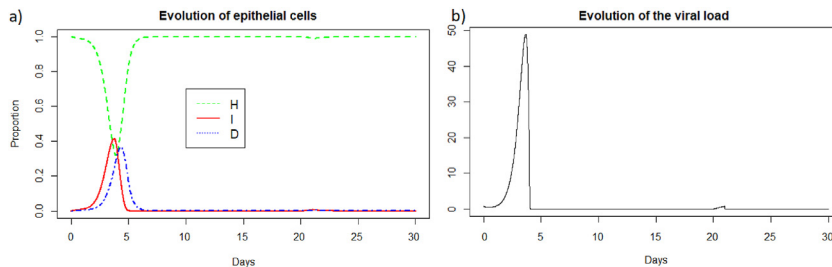 a)
Evolution of epithelial cells
Proportion
1.0
0.8
0.6
0.4
0.2
0.0
H
I
D
0 5 10 15 20 25 30
Days
b)
Evolution of the viral load
50
40
30
20
10
0
0 5 10 15 20 25 30
Days